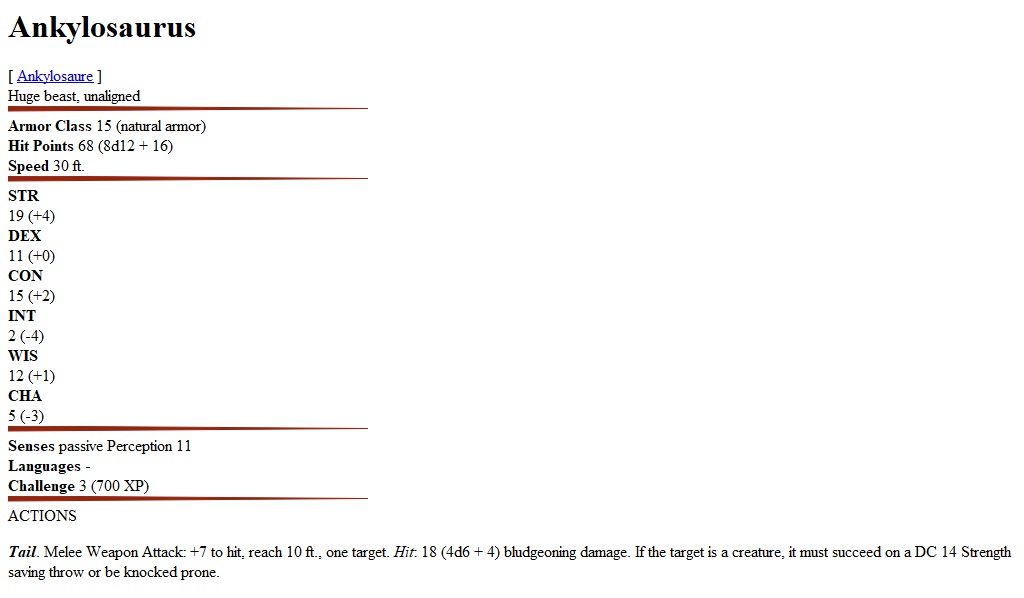 Ankylosaurus
[ Ankylosaure ]
Huge beast, unaligned
Armor Class 15 (natural armor)
Hit Points 68 (8d12 + 16)
Speed 30 ft.
STR
19 (+4)
DEX
11 (+0)
CON
15 (+2)
INT
2 (-4)
WIS
12 (+1)
CHA
5 (-3)
Senses passive Perception 11
Languages -
Challenge 3 (700 XP)
ACTIONS
Tail. Melee Weapon Attack: +7 to hit, reach 10 ft., one target. Hit: 18 (4d6 + 4) bludgeoning damage. If the target is a creature, it must succeed on a DC 14 Strength
saving throw or be knocked prone.